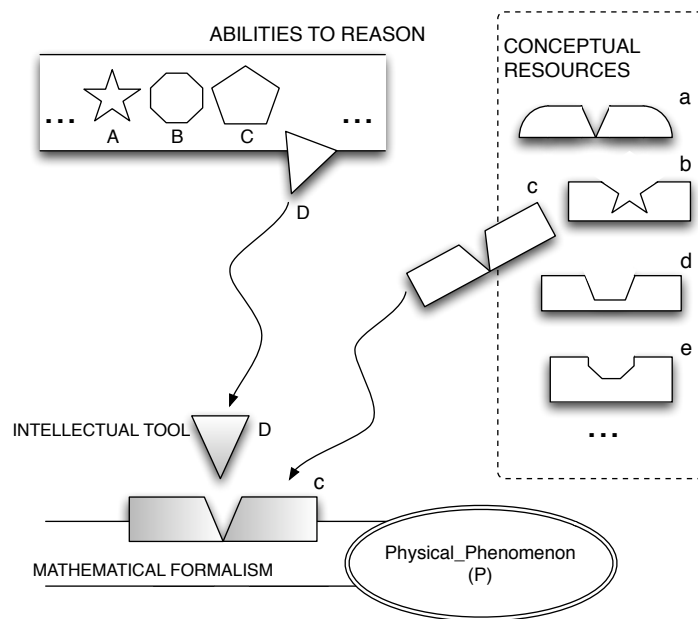 ABILITIES TO REASON
CONCEPTUAL
RESOURCES
a
... A B C ...
b
c
D
d
e
...
INTELLECTUAL TOOL D
c
Physical_Phenomenon
(P)
MATHEMATICAL FORMALISM